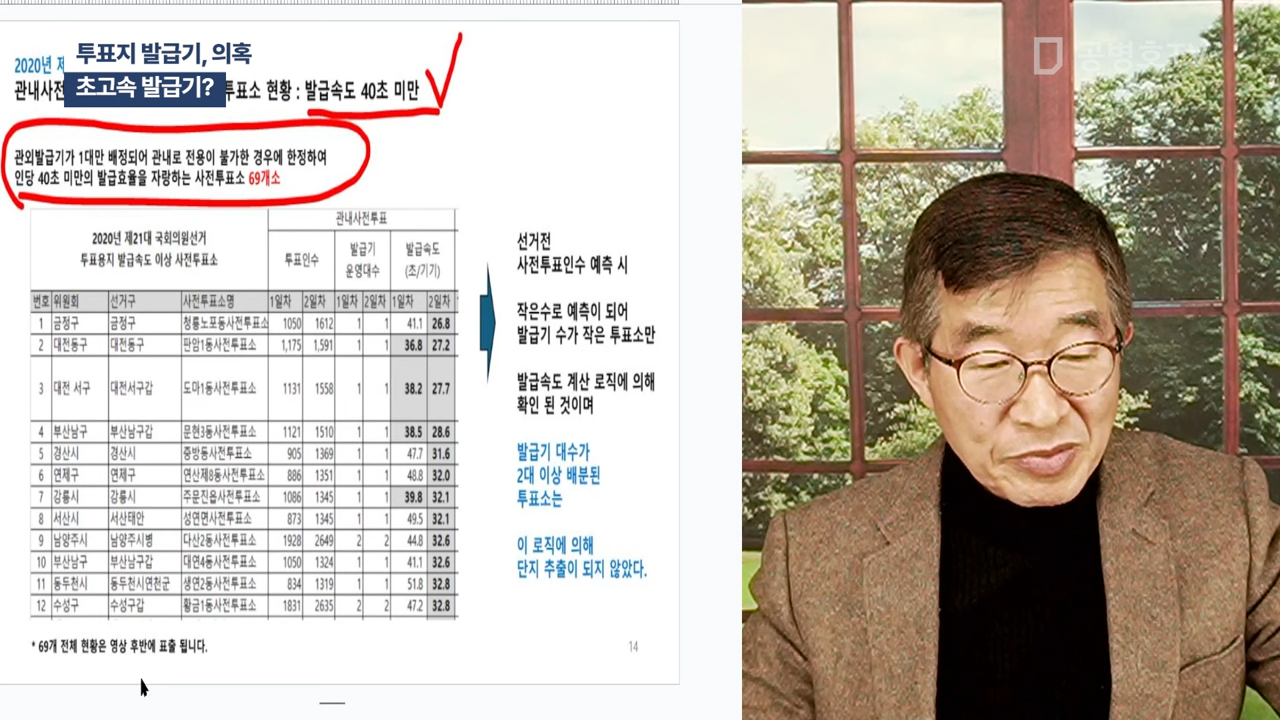 투표지 발급기, 의혹
초고속 발급기?
2020년 제
관내사전
투표소 현황 : 발급속도 40초 미만
관외발급기가 1대만 배정되어 관내로 전용이 불가한 경우에 한정하여
인당 40초 미만의 발급효율을 자랑하는 사전투표소 69개소
2020년 제21대 국회의원선거
투표용지 발급속도 이상 사전투표소
관내사전투표
투표인수 발급기 운영대수 발급속도 (초/기기)
번호 위원회 선거구 사전투표소명 1일차 2일차 1일차 2일차 1일차 2일차
1 금정구 금정구 청룡노포동사전투표소 1050 1612 1 1 41.1 26.8
2 대전동구 대전동구 판암1동사전투표소 1,175 1,591 1 1 36.8 27.2
3 대전 서구 대전서구갑 도마1동사전투표소 1131 1558 1 1 38.2 27.7
4 부산남구 부산남구갑 문현3동사전투표소 1121 1510 1 1 38.5 28.6
5 경산시 경산시 중방동사전투표소 905 1369 1 1 47.7 31.6
6 연제구 연제구 연산제8동사전투표소 886 1351 1 1 48.8 32.0
7 강릉시 강릉시 주문진읍사전투표소 1086 1345 1 1 39.8 32.1
8 서산시 서산태안 성연면사전투표소 873 1345 1 1 49.5 32.1
9 남양주시 남양주시병 다산2동사전투표소 1928 2649 2 2 44.8 32.6
10 부산남구 부산남구갑 대연4동사전투표소 1050 1324 1 1 41.1 32.6
11 동두천시 동두천시연천군 생연2동사전투표소 834 1319 1 1 51.8 32.8
12 수성구 수성구갑 황금1동사전투표소 1831 2635 2 2 47.2 32.8
선거전
사전투표인수 예측 시
작은수로 예측이 되어
발급기 수가 작은 투표소만
발급속도 계산 로직에 의해
확인 된 것이며
발급기 대수가
2대 이상 배분된
투표소는
이 로직에 의해
단지 추출이 되지 않았다.
* 69개 전체 현황은 영상 후반에 표출 됩니다.
14
공병호TV